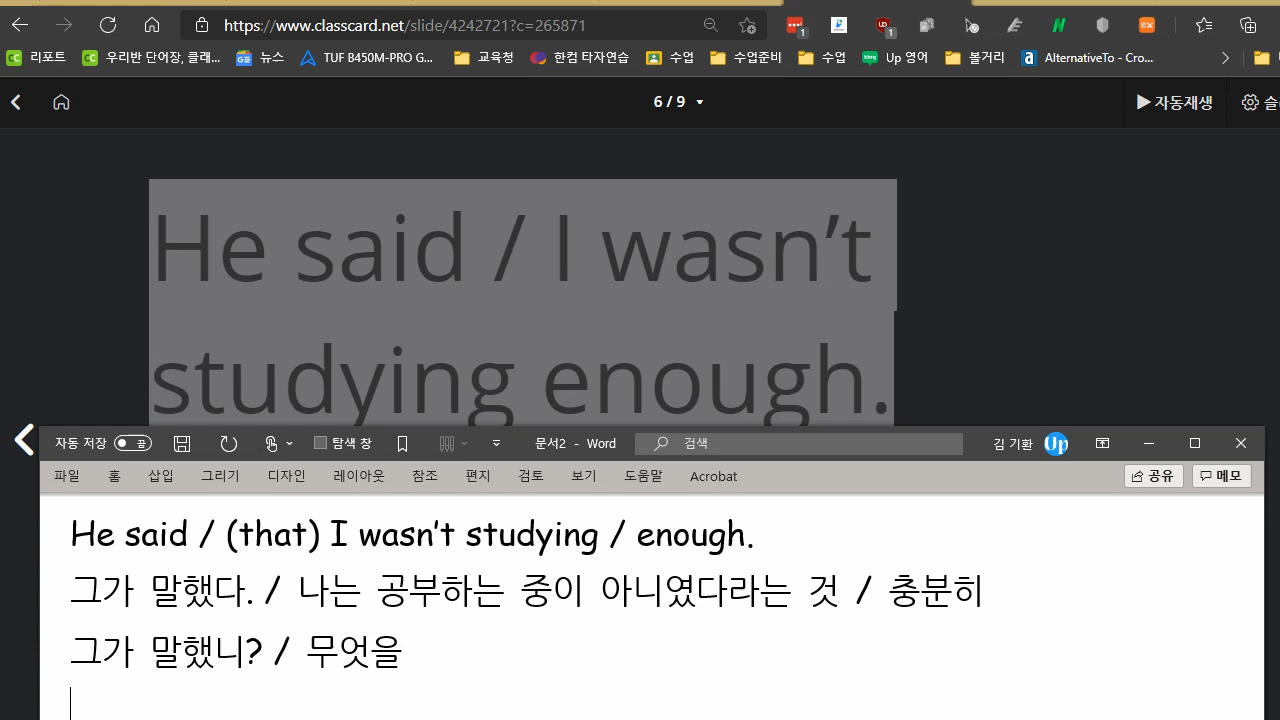 https://www.classcard.net/slide/4242721?c=265871
리포트 우리반 단어장, 클래... 뉴스 TUF B450M-PRO G... 교육청 한컴 타자연습 수업 수업준비 수업 Up 영어 볼거리 AlternativeTo - Cro...
6 / 9 자동재생 슬
He said / I wasn’t
studying enough.
자동 저장 끔 탐색 창 문서2 - Word 검색 김 기환 Up
파일 홈 삽입 그리기 디자인 레이아웃 참조 편지 검토 보기 도움말 Acrobat 공유 메모
He said / (that) I wasn’t studying / enough.
그가 말했다. / 나는 공부하는 중이 아니였다라는 것 / 충분히
그가 말했니? / 무엇을